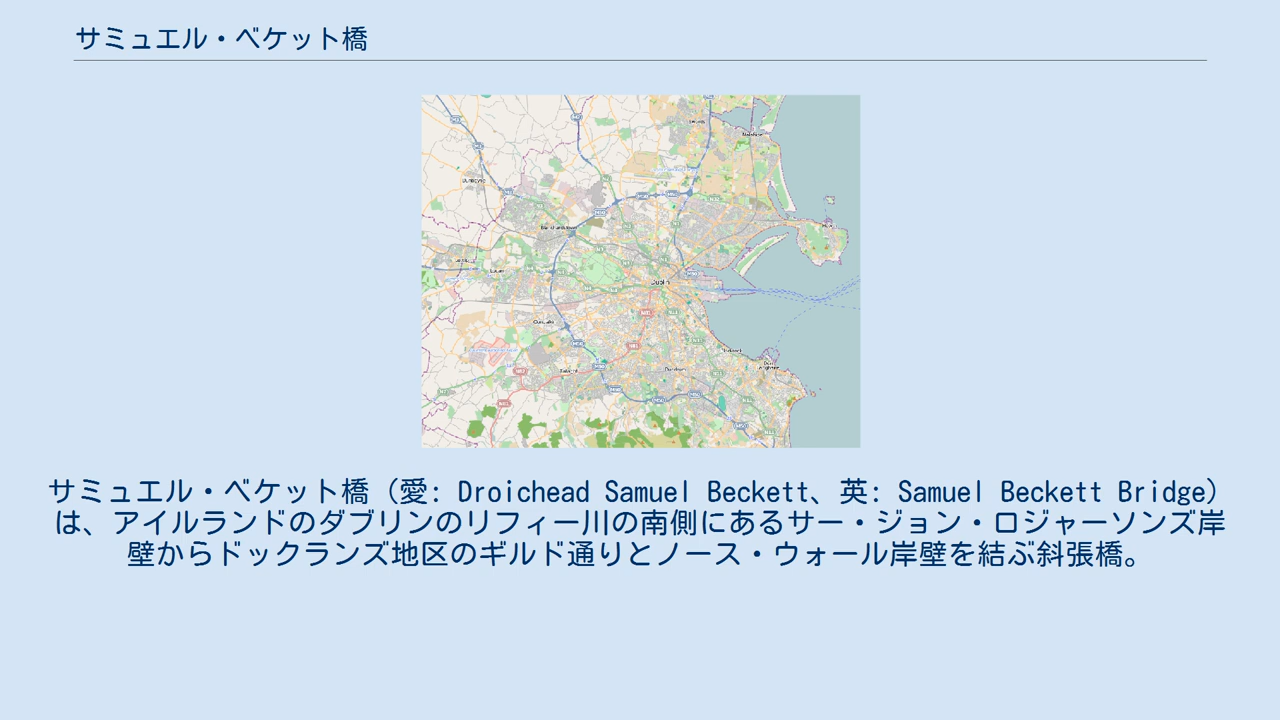 サミュエル・ベケット橋
Dublin
サミュエル・ベケット橋（愛: Droichead Samuel Beckett、英: Samuel Beckett Bridge）
は、アイルランドのダブリンのリフィー川の南側にあるサー・ジョン・ロジャーソンズ岸
壁からドックランズ地区のギルド通りとノース・ウォール岸壁を結ぶ斜張橋。